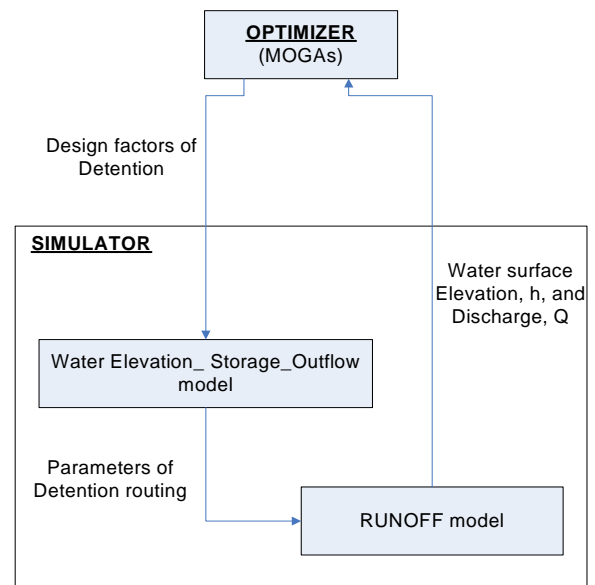 OPTIMIZER
(MOGAs)
Design factors of
Detention
SIMULATOR
Water surface
Elevation, h, and
Discharge, Q
Water Elevation_ Storage_Outflow
model
Parameters of
Detention routing
RUNOFF model